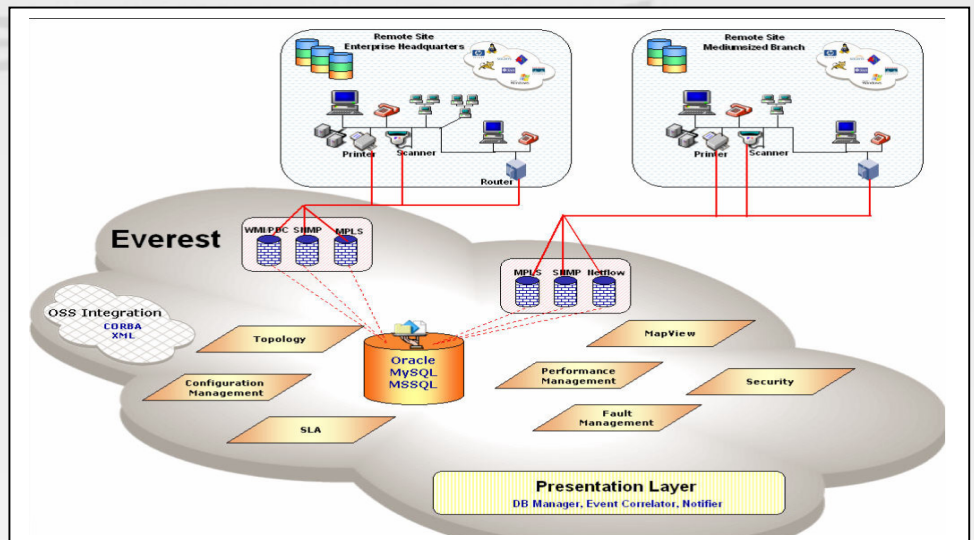 Remote Site
Enterprise Headquarters
Printer
Scanner
Router
Remote Site
Mediumsized Branch
Printer
Scanner
Everest
WMI/PDC SNMP MPLS
MPLS SNMP Netflow
OSS Integration
CORBA
XML
Topology
Configuration
Management
SLA
Oracle
MySQL
MSSQL
MapView
Performance
Management
Security
Fault
Management
Presentation Layer
DB Manager, Event Correlator, Notifier